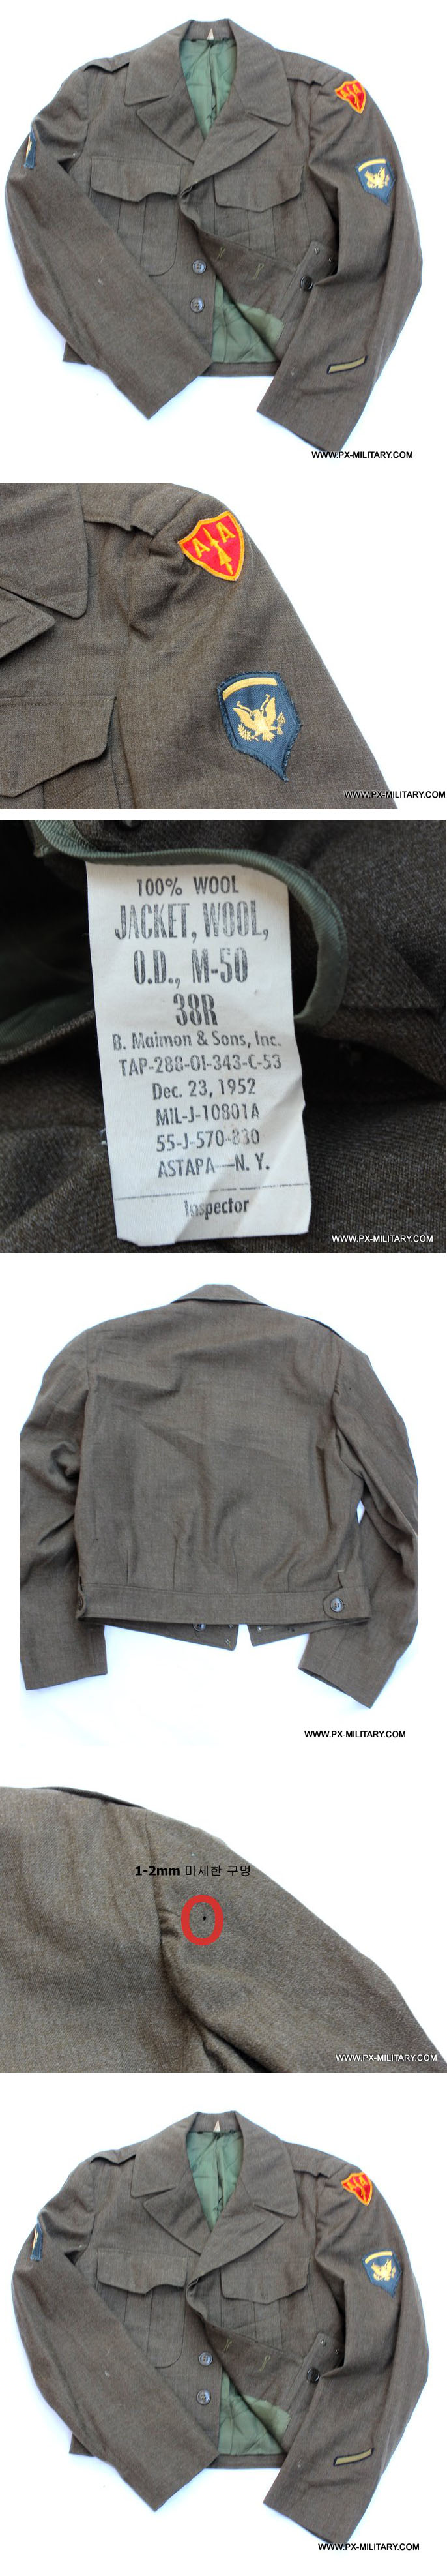 WWW.PX-MILITARY.COM
A A
WWW.PX-MILITARY.COM
100% WOOL
JACKET, WOOL,
O.D., M-50
38R
B. Maimon & Sons, Inc.
TAP-288-OI-343-C-53
Dec. 23, 1952
MIL-J-10801A
55-J-570-830
ASTAPA—N. Y.
Inspector
WWW.PX-MILITARY.COM
WWW.PX-MILITARY.COM
1-2mm 미세한 구멍
WWW.PX-MILITARY.COM
WWW.PX-MILITARY.COM